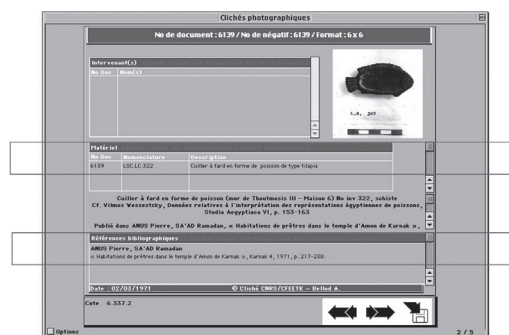 Clichés photographiques
No de document : 6139 / No de négatif : 6139 / Format : 6 x 6
Intervenant(s)
No Doc Nom(s)
Matériel
No Doc Nomenclature Description
6139 LSC.LC.322 Cuiller à fard en forme de poisson de type tilapia
Cuiller à fard en forme de poisson (mur de Thoutmosis III – Maison 6) No inv 322, schiste
Cf. Vilmos Wessetzky, Données relatives à l'interprétation des représentations égyptiennes de poissons,
Studia Aegyptiaca VI, p. 153-163
Publié dans ANUS Pierre, SA'AD Ramadan, « Habitations de prêtres dans le temple d'Amon de Karnak »,
Références bibliographiques
ANUS Pierre, SA'AD Ramadan
« Habitations de prêtres dans le temple d'Amon de Karnak », Karnak 4, 1971, p. 217-238.
Date : 02/03/1971 © Cliché CNRS/CFEETK – Bellod A.
Cote 6.337.2
Options
2 / 5